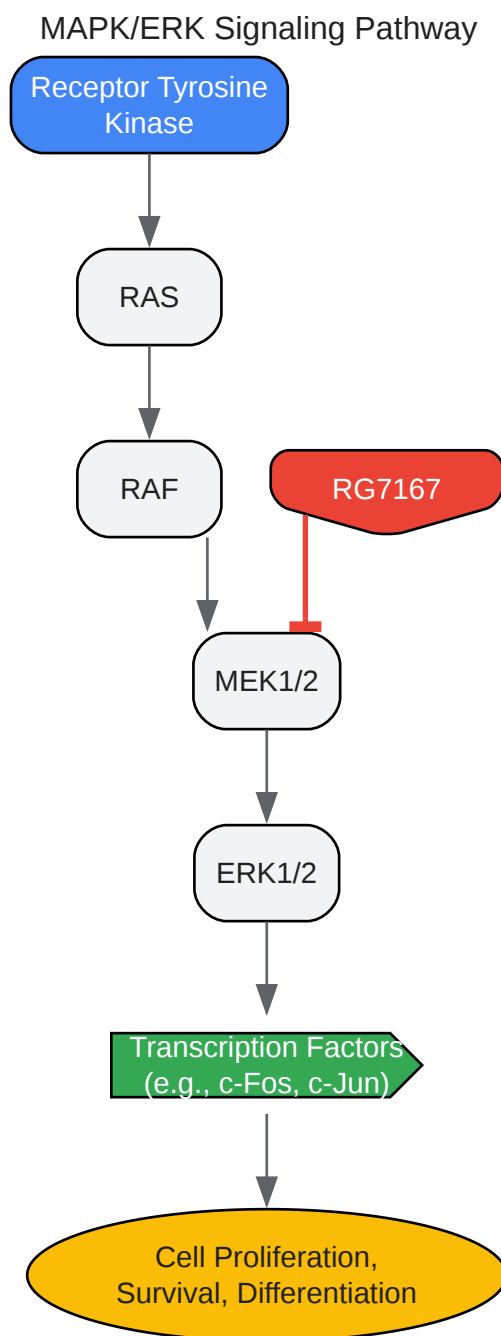 MAPK/ERK Signaling Pathway
Receptor Tyrosine
Kinase
RAS
RAF
RG7167
MEK1/2
ERK1/2
Transcription Factors
(e.g., c-Fos, c-Jun)
Cell Proliferation,
Survival, Differentiation